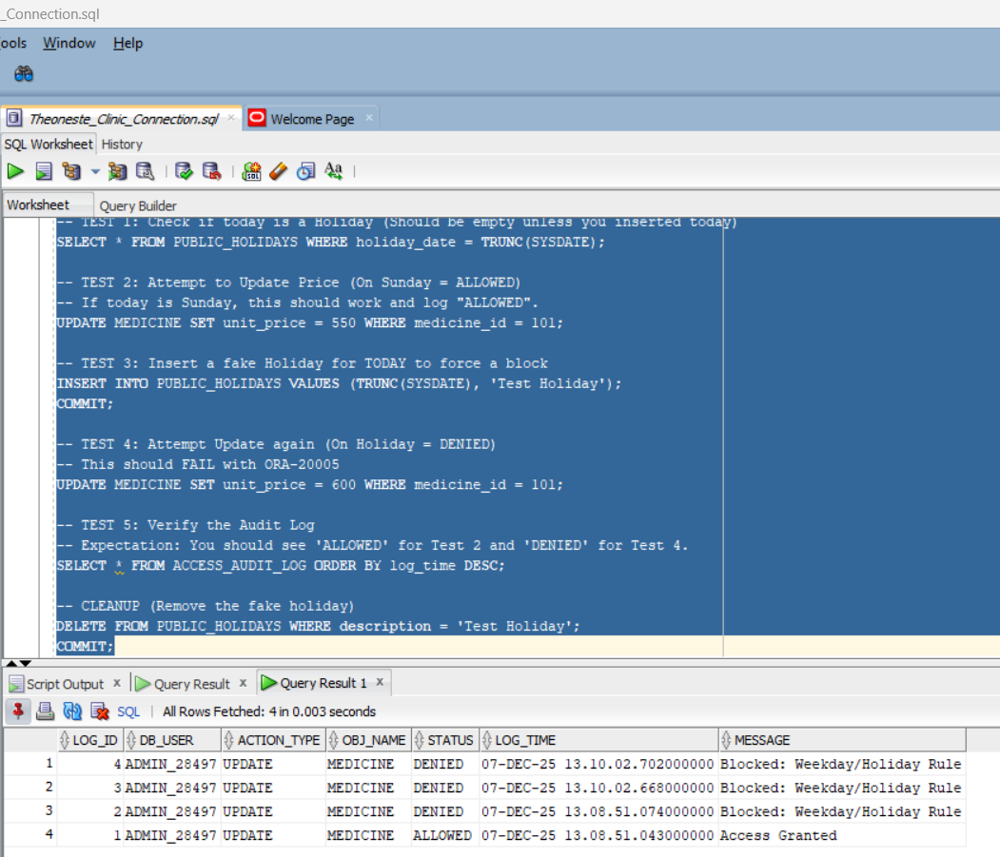 _Connection.sql
ools Window Help
Theoneste_Clinic_Connection.sql × Welcome Page ×
SQL Worksheet History
Worksheet Query Builder
-- TEST 1: Check if today is a Holiday (Should be empty unless you inserted today)
SELECT * FROM PUBLIC_HOLIDAYS WHERE holiday_date = TRUNC(SYSDATE);
-- TEST 2: Attempt to Update Price (On Sunday = ALLOWED)
-- If today is Sunday, this should work and log "ALLOWED".
UPDATE MEDICINE SET unit_price = 550 WHERE medicine_id = 101;
-- TEST 3: Insert a fake Holiday for TODAY to force a block
INSERT INTO PUBLIC_HOLIDAYS VALUES (TRUNC(SYSDATE), 'Test Holiday');
COMMIT;
-- TEST 4: Attempt Update again (On Holiday = DENIED)
-- This should FAIL with ORA-20005
UPDATE MEDICINE SET unit_price = 600 WHERE medicine_id = 101;
-- TEST 5: Verify the Audit Log
-- Expectation: You should see 'ALLOWED' for Test 2 and 'DENIED' for Test 4.
SELECT * FROM ACCESS_AUDIT_LOG ORDER BY log_time DESC;
-- CLEANUP (Remove the fake holiday)
DELETE FROM PUBLIC_HOLIDAYS WHERE description = 'Test Holiday';
COMMIT;
Script Output × Query Result × Query Result 1 ×
SQL | All Rows Fetched: 4 in 0.003 seconds
LOG_ID DB_USER ACTION_TYPE OBJ_NAME STATUS LOG_TIME MESSAGE
1 4 ADMIN_28497 UPDATE MEDICINE DENIED 07-DEC-25 13.10.02.702000000 Blocked: Weekday/Holiday Rule
2 3 ADMIN_28497 UPDATE MEDICINE DENIED 07-DEC-25 13.10.02.668000000 Blocked: Weekday/Holiday Rule
3 2 ADMIN_28497 UPDATE MEDICINE DENIED 07-DEC-25 13.08.51.074000000 Blocked: Weekday/Holiday Rule
4 1 ADMIN_28497 UPDATE MEDICINE ALLOWED 07-DEC-25 13.08.51.043000000 Access Granted